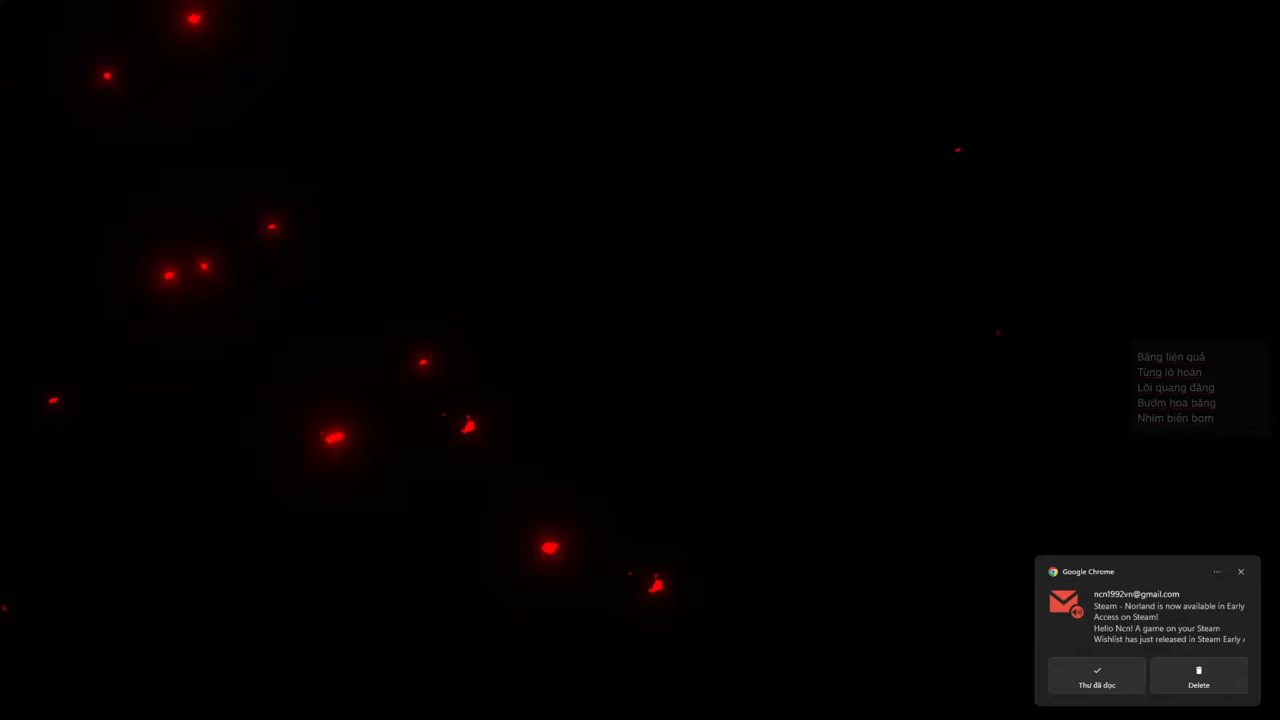 Băng liên quả
Tùng lộ hoàn
Lôi quang đằng
Bướm hoa băng
Nhím biển bom
Google Chrome
ncn1992vn@gmail.com
Steam - Norland is now available in Early
Access on Steam!
Hello Ncn! A game on your Steam
Wishlist has just released in Steam Early
Thư đã đọc
Delete